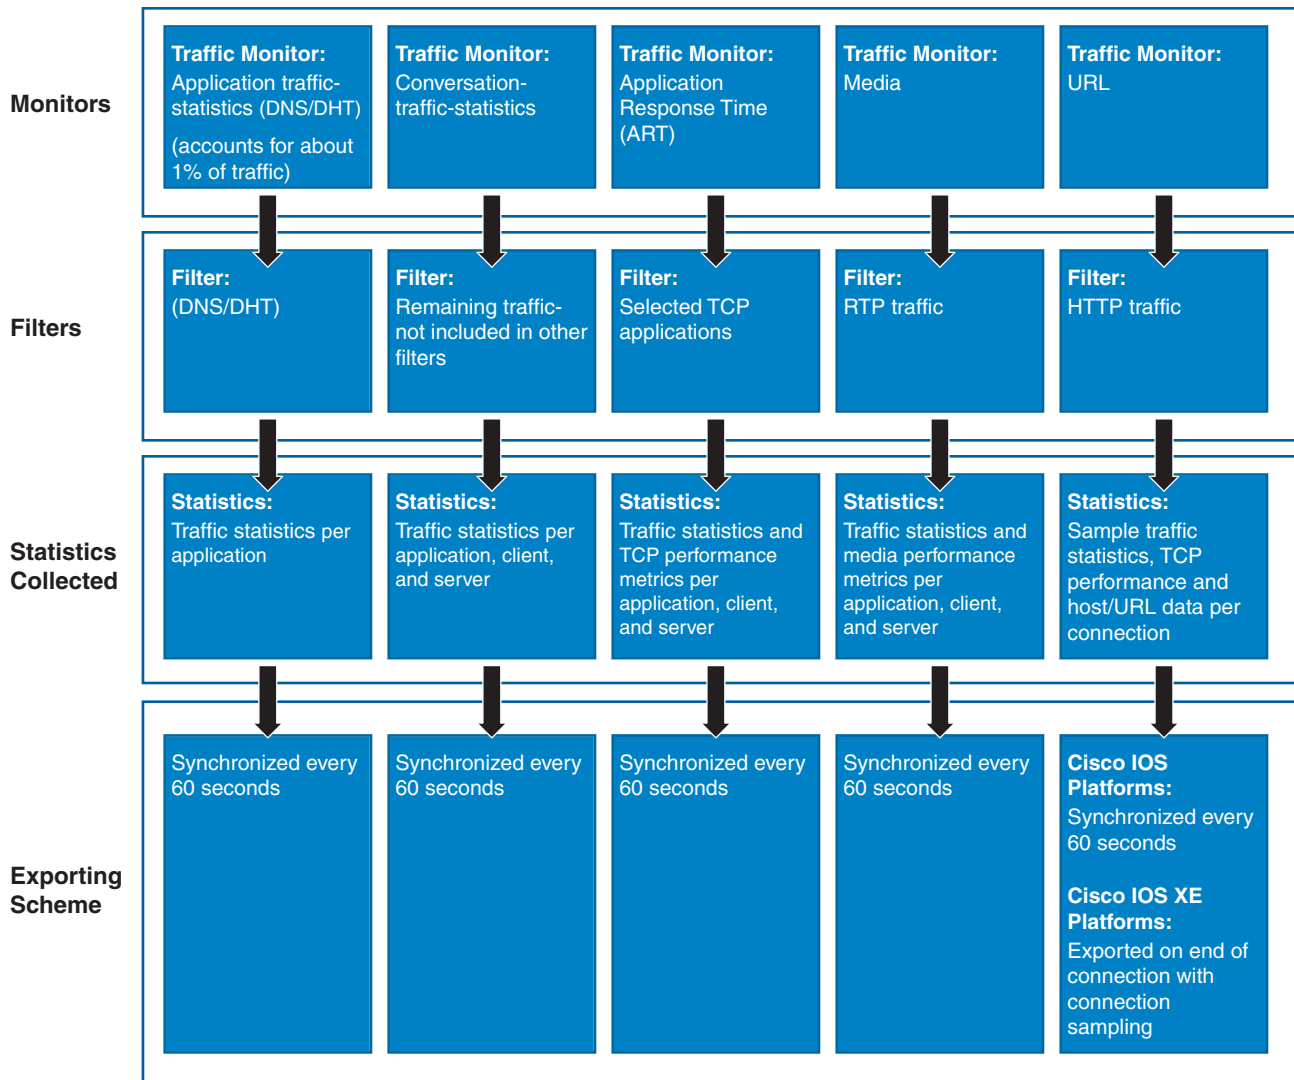 Monitors
Traffic Monitor:
Application traffic-
statistics (DNS/DHT)
(accounts for about
1% of traffic)
Traffic Monitor:
Conversation-
traffic-statistics
Traffic Monitor:
Application
Response Time
(ART)
Traffic Monitor:
Media
Traffic Monitor:
URL
Filters
Filter:
(DNS/DHT)
Filter:
Remaining traffic-
not included in other
filters
Filter:
Selected TCP
applications
Filter:
RTP traffic
Filter:
HTTP traffic
Statistics
Collected
Statistics:
Traffic statistics per
application
Statistics:
Traffic statistics per
application, client,
and server
Statistics:
Traffic statistics and
TCP performance
metrics per
application, client,
and server
Statistics:
Traffic statistics and
media performance
metrics per
application, client,
and server
Statistics:
Sample traffic
statistics, TCP
performance and
host/URL data per
connection
Exporting
Scheme
Synchronized every
60 seconds
Synchronized every
60 seconds
Synchronized every
60 seconds
Synchronized every
60 seconds
Cisco IOS
Platforms:
Synchronized every
60 seconds
Cisco IOS XE
Platforms:
Exported on end of
connection with
connection
sampling